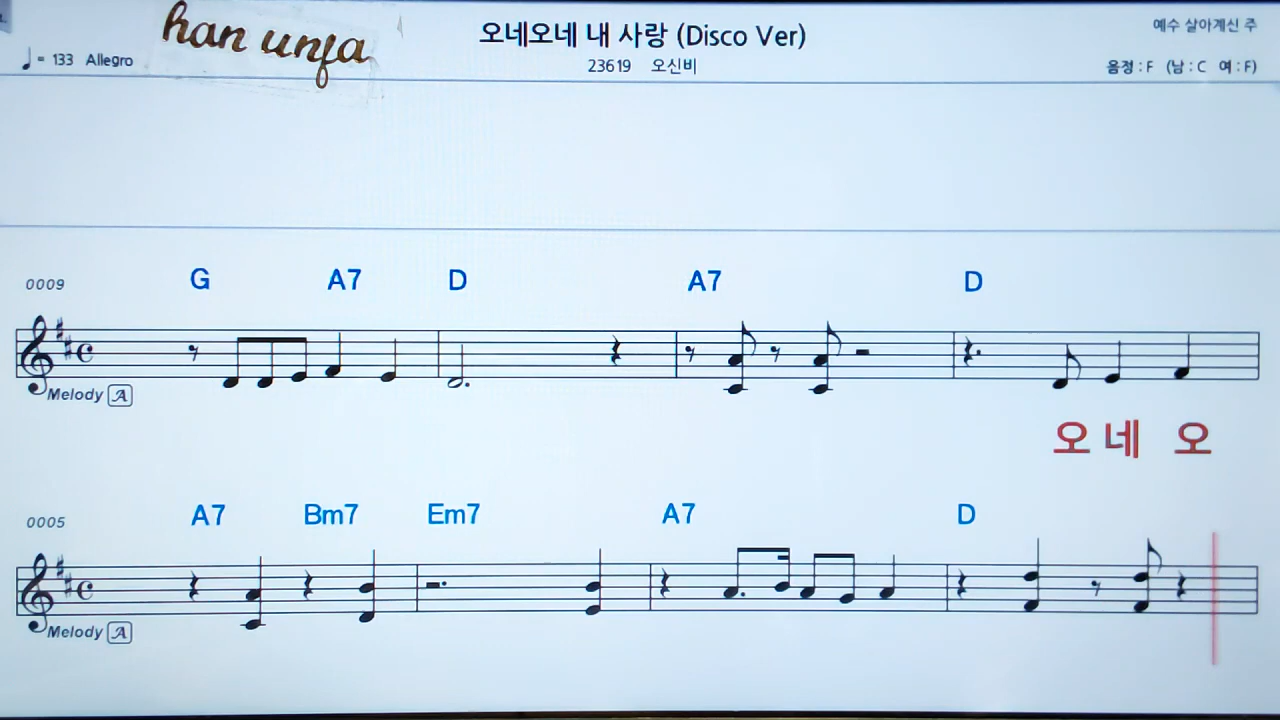 han unja
오네오네 내 사랑 (Disco Ver)
예수 살아계신 주
♩ = 133 Allegro
23619 오신비
음정 : F (남 : C 여 : F)
0009
G A7 D A7 D
Melody A
오 네 오
0005
A7 Bm7 Em7 A7 D
Melody A